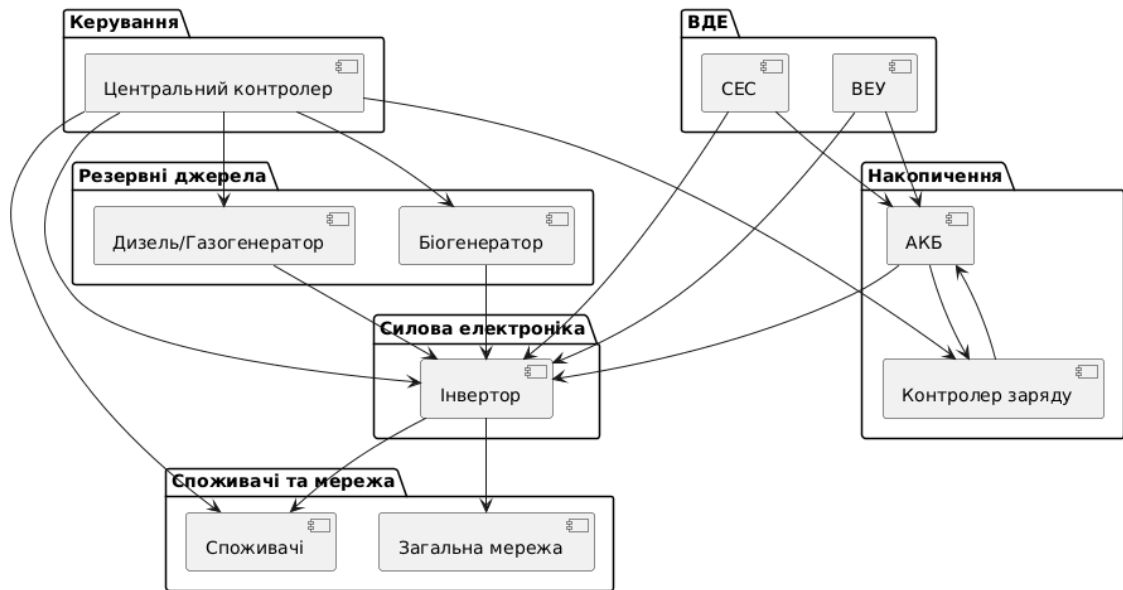 Керування
ВДЕ
Центральний контролер
СЕС
ВЕУ
Резервні джерела
Накопичення
Дизель/Газогенератор
Біогенератор
АКБ
Силова електроніка
Інвертор
Контролер заряду
Споживачі та мережа
Споживачі
Загальна мережа